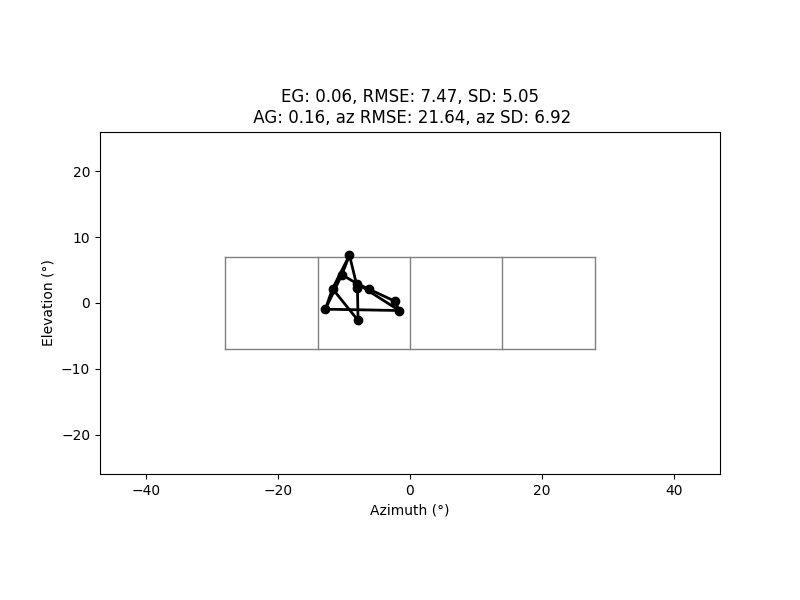 EG: 0.06, RMSE: 7.47, SD: 5.05
AG: 0.16, az RMSE: 21.64, az SD: 6.92
20
10
0
−10
−20
Elevation (°)
−40
−20
0
20
40
Azimuth (°)